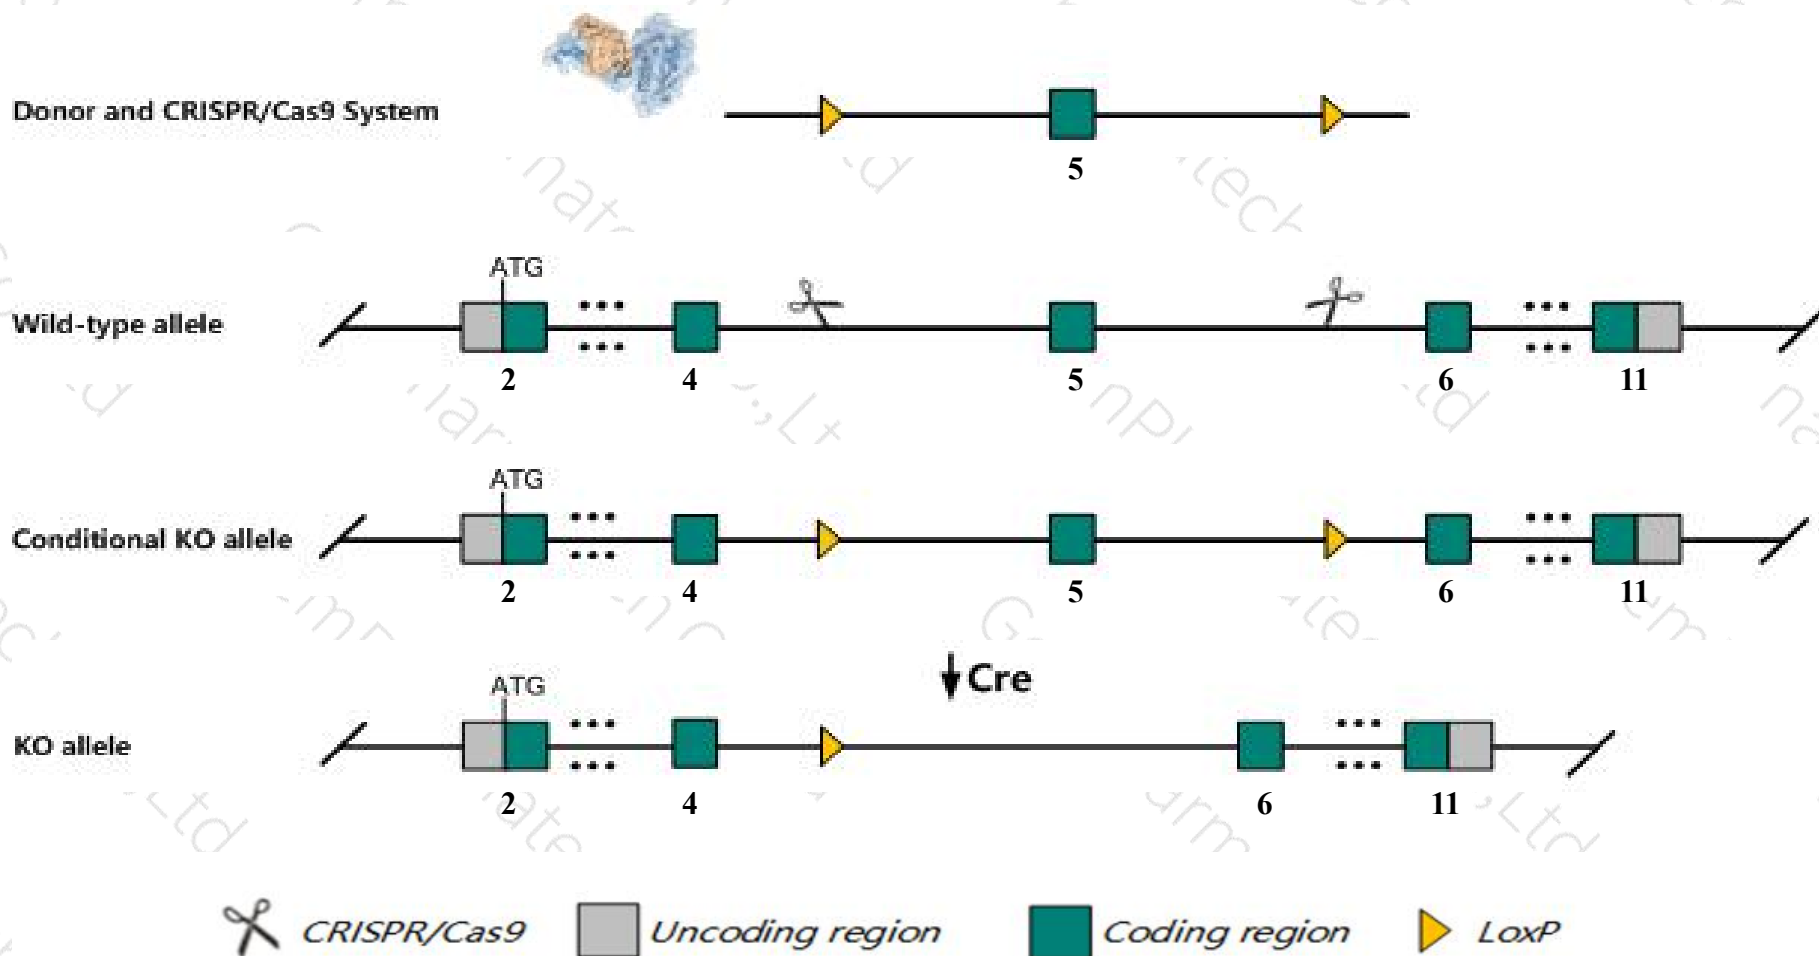 Donor and CRISPR/Cas9 System
5
ATG
Wild-type allele
••• •••
••• •••
2 4 5 6 11
ATG
Conditional KO allele
••• •••
••• •••
2 4 5 6 11
Cre
ATG
KO allele
••• •••
••• •••
2 4 6 11
CRISPR/Cas9 Uncoding region Coding region LoxP